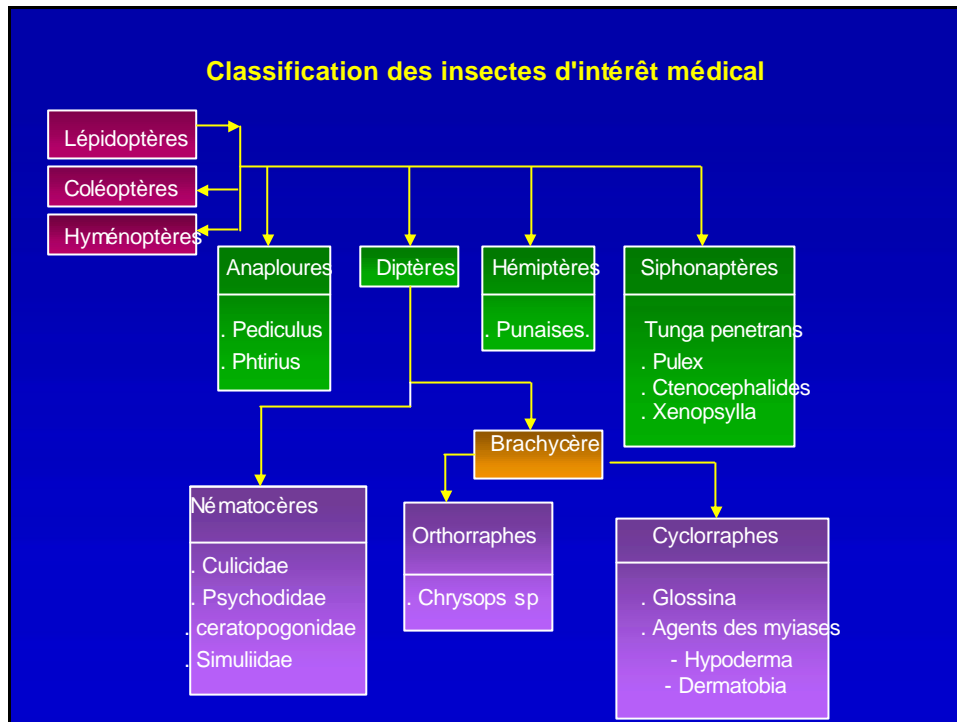 Classification des insectes d'intérêt médical
Lépidoptères
Coléoptères
Hyménoptères
Anaploures
. Pediculus
. Phtirius
Diptères
Hémiptères
. Punaises.
Siphonaptères
Tunga penetrans
. Pulex
. Ctenocephalides
. Xenopsylla
Brachycère
Nématocères
. Culicidae
. Psychodidae
. ceratopogonidae
. Simuliidae
Orthorraphes
. Chrysops sp
Cyclorraphes
. Glossina
. Agents des myiases
- Hypoderma
- Dermatobia